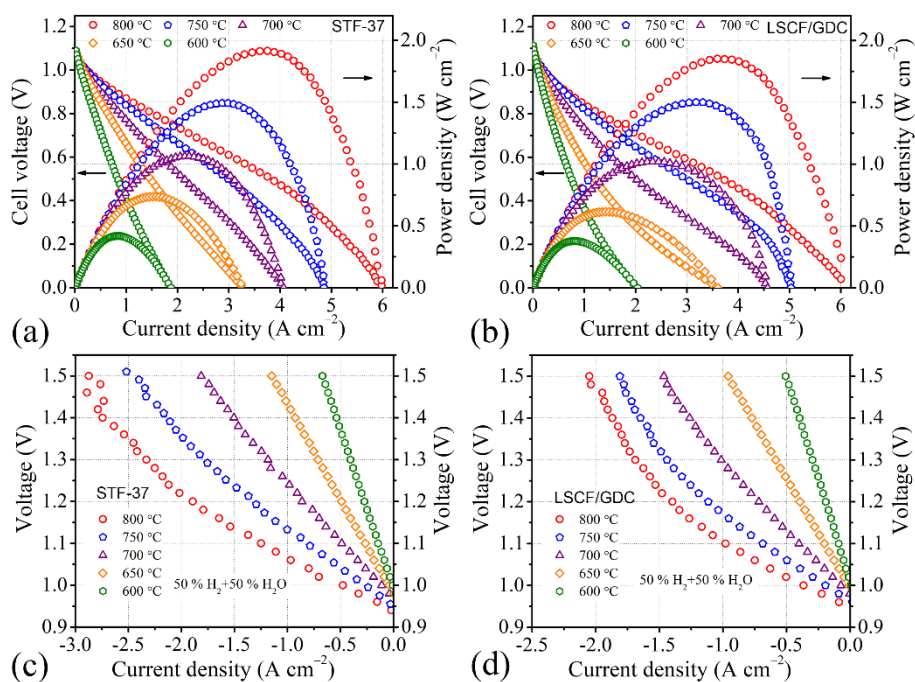 800 °C 750 °C 700 °C STF-37
650 °C 600 °C
1.2
1.0
0.8
0.6
0.4
0.2
0.0
Cell voltage (V)
2.0
1.5
1.0
0.5
0.0
Power density (W cm−2)
0 1 2 3 4 5 6
Current density (A cm−2)
(a)
800 °C 750 °C 700 °C
650 °C 600 °C LSCF/GDC
1.2
1.0
0.8
0.6
0.4
0.2
0.0
Cell voltage (V)
2.0
1.5
1.0
0.5
0.0
Power density (W cm−2)
0 1 2 3 4 5 6
Current density (A cm−2)
(b)
1.5
1.4
1.3
1.2
1.1
1.0
0.9
Voltage (V)
STF-37
800 °C
750 °C
700 °C
650 °C
600 °C
50 % H2+50 % H2O
1.5
1.4
1.3
1.2
1.1
1.0
0.9
Voltage (V)
-3.0 -2.5 -2.0 -1.5 -1.0 -0.5 0.0
Current density (A cm−2)
(c)
1.5
1.4
1.3
1.2
1.1
1.0
0.9
Voltage (V)
LSCF/GDC
800 °C
750 °C
700 °C
650 °C
600 °C
50 % H2+50 % H2O
1.5
1.4
1.3
1.2
1.1
1.0
0.9
Voltage (V)
-2.5 -2.0 -1.5 -1.0 -0.5 0.0
Current density (A cm−2)
(d)